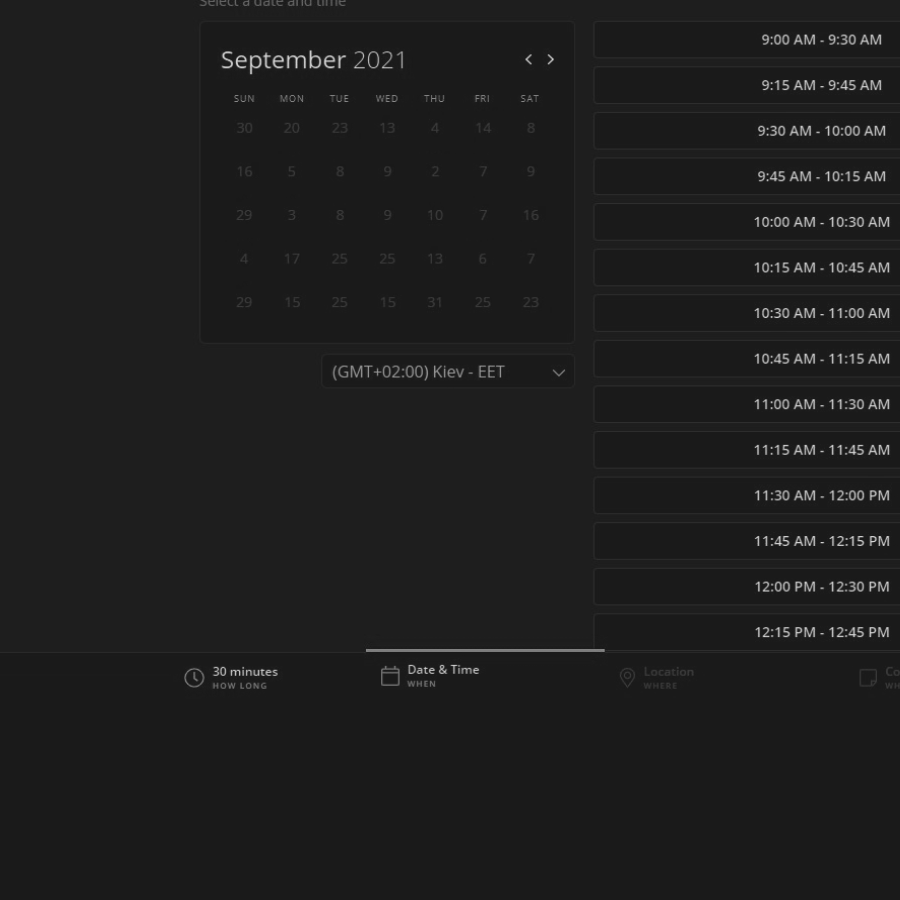 Select a date and time
September 2021
SUN MON TUE WED THU FRI SAT
30 20 23 13 4 14 8
16 5 8 9 2 7 9
29 3 8 9 10 7 16
4 17 25 25 13 6 7
29 15 25 15 31 25 23
(GMT+02:00) Kiev - EET
9:00 AM - 9:30 AM
9:15 AM - 9:45 AM
9:30 AM - 10:00 AM
9:45 AM - 10:15 AM
10:00 AM - 10:30 AM
10:15 AM - 10:45 AM
10:30 AM - 11:00 AM
10:45 AM - 11:15 AM
11:00 AM - 11:30 AM
11:15 AM - 11:45 AM
11:30 AM - 12:00 PM
11:45 AM - 12:15 PM
12:00 PM - 12:30 PM
12:15 PM - 12:45 PM
30 minutes
HOW LONG
Date & Time
WHEN
Location
WHERE